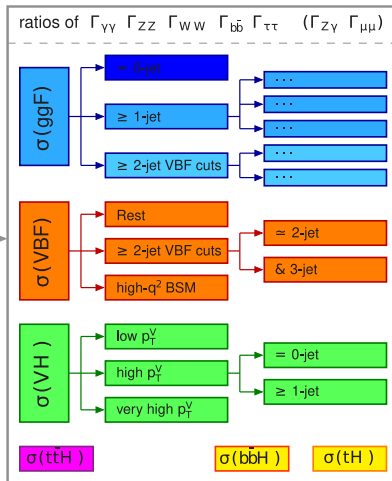 ratios of Γγγ ΓZZ ΓWW Γbb̄ Γττ (ΓZγ Γμμ)
σ(ggF)
= 0-jet
≥ 1-jet
≥ 2-jet VBF cuts
...
...
...
...
...
σ(VBF)
Rest
≥ 2-jet VBF cuts
high-q² BSM
≃ 2-jet
& 3-jet
σ(VH)
low pTV
high pTV
very high pTV
= 0-jet
≥ 1-jet
σ(tt̄H)
σ(bb̄H)
σ(tH)